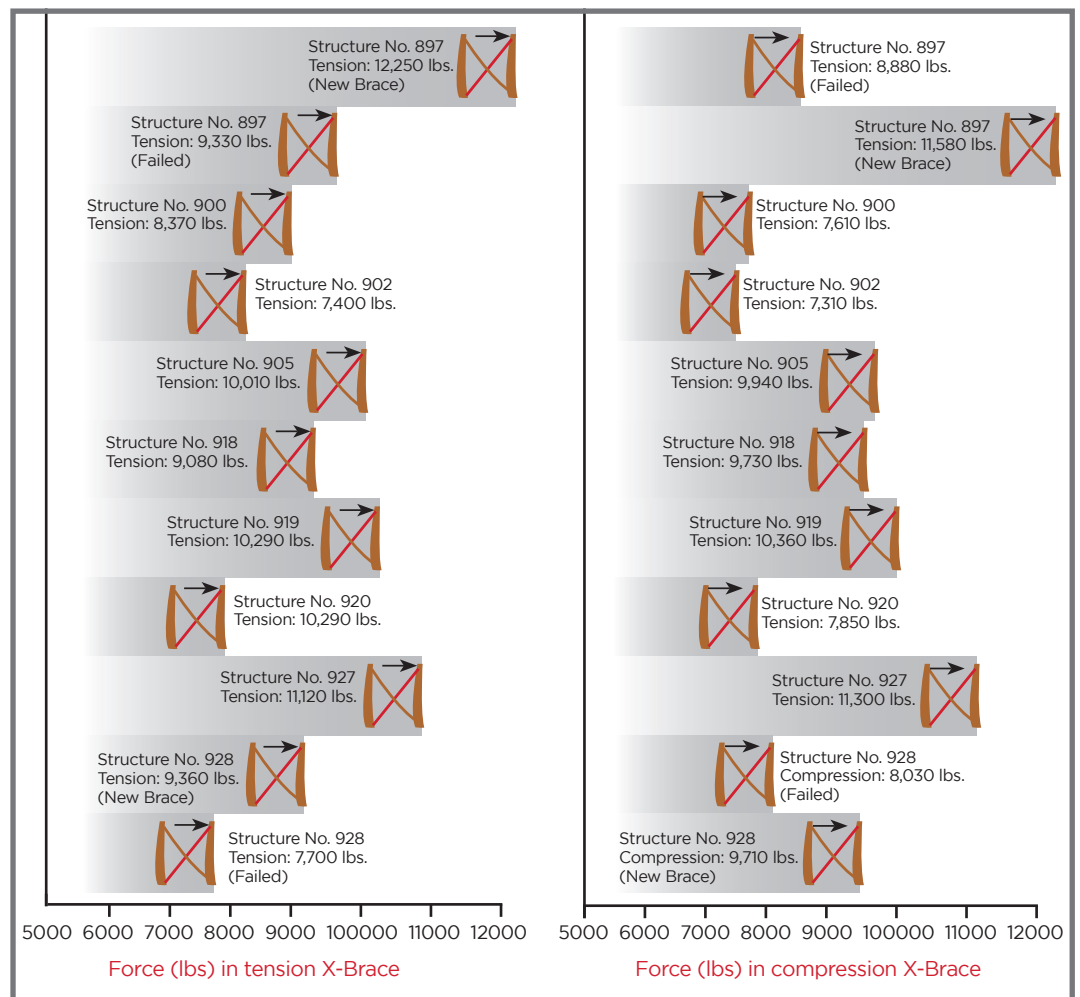 Structure No. 897
Tension: 12,250 lbs.
(New Brace)
Structure No. 897
Tension: 9,330 lbs.
(Failed)
Structure No. 900
Tension: 8,370 lbs.
Structure No. 902
Tension: 7,400 lbs.
Structure No. 905
Tension: 10,010 lbs.
Structure No. 918
Tension: 9,080 lbs.
Structure No. 919
Tension: 10,290 lbs.
Structure No. 920
Tension: 10,290 lbs.
Structure No. 927
Tension: 11,120 lbs.
Structure No. 928
Tension: 9,360 lbs.
(New Brace)
Structure No. 928
Tension: 7,700 lbs.
(Failed)
5000 6000 7000 8000 9000 100000 11000 12000
Force (lbs) in tension X-Brace
Structure No. 897
Tension: 8,880 lbs.
(Failed)
Structure No. 897
Tension: 11,580 lbs.
(New Brace)
Structure No. 900
Tension: 7,610 lbs.
Structure No. 902
Tension: 7,310 lbs.
Structure No. 905
Tension: 9,940 lbs.
Structure No. 918
Tension: 9,730 lbs.
Structure No. 919
Tension: 10,360 lbs.
Structure No. 920
Tension: 7,850 lbs.
Structure No. 927
Tension: 11,300 lbs.
Structure No. 928
Compression: 8,030 lbs.
(Failed)
Structure No. 928
Compression: 9,710 lbs.
(New Brace)
5000 6000 7000 8000 9000 100000 11000 12000
Force (lbs) in compression X-Brace